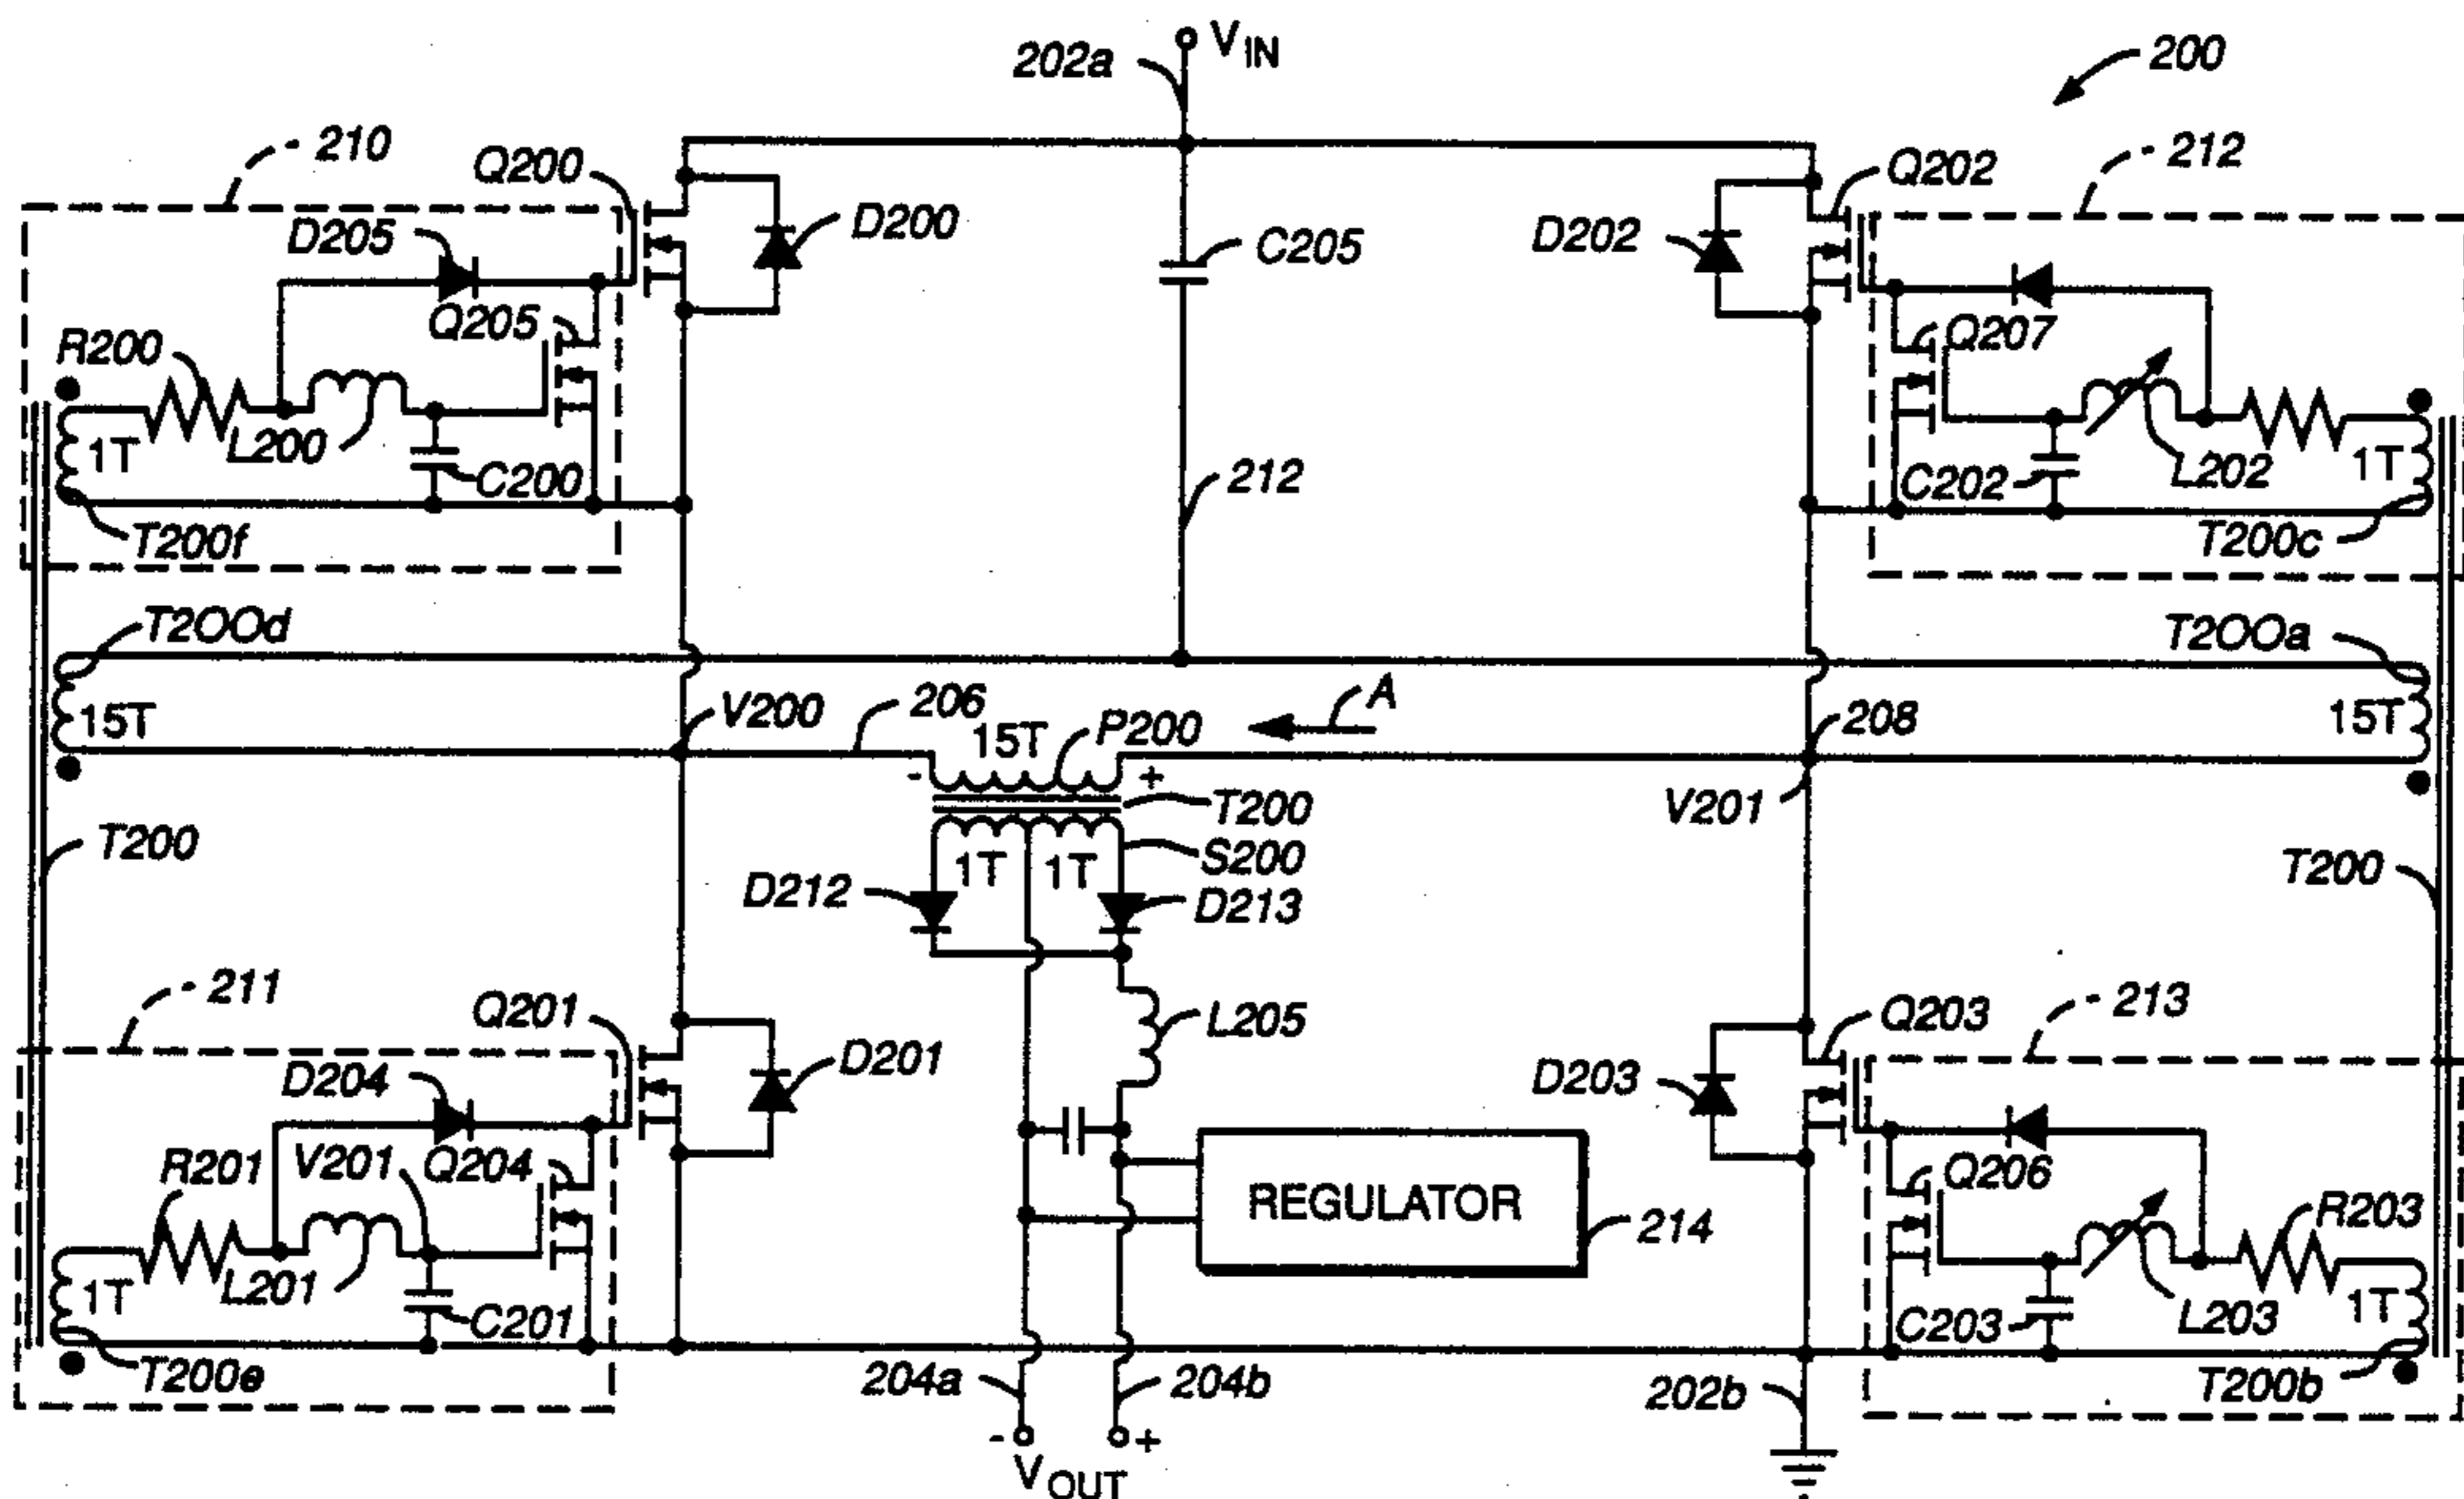 V IN
202a
200
210
Q200
212
Q202
D205
D200
C205
D202
Q205
Q207
R200
1T
L200
C200
212
C202
L202
1T
T200f
T200c
T200d
T200a
15T
V200
206
15T
P200
A
208
15T
-
+
T200
V201
T200
1T
1T
S200
T200
D212
D213
211
Q201
L205
Q203
213
D204
D201
D203
R201
V201
Q204
REGULATOR
214
Q206
R203
1T
L201
C201
C203
L203
1T
T200e
204a
204b
202b
T200b
-
+
V OUT